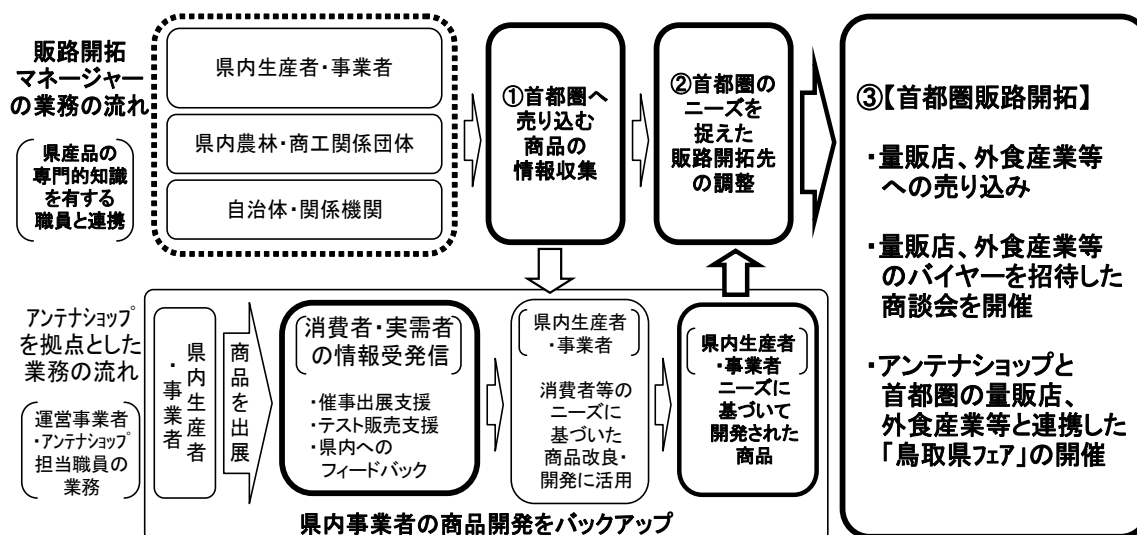 販路開拓
マネージャー
の業務の流れ
県産品の
専門的知識
を有する
職員と連携
県内生産者・事業者
県内農林・商工関係団体
自治体・関係機関
①首都圏へ
売り込む
商品の
情報収集
②首都圏の
ニーズを
捉えた
販路開拓先
の調整
③【首都圏販路開拓】
・量販店、外食産業等
への売り込み
・量販店、外食産業等
のバイヤーを招待した
商談会を開催
・アンテナショップと
首都圏の量販店、
外食産業等と連携した
「鳥取県フェア」の開催
アンテナショップ
を拠点とした
業務の流れ
運営事業者
・アンテナショップ
担当職員の
業務
県内生産者
・事業者
商品を出展
消費者・実需者
の情報受発信
・催事出展支援
・テスト販売支援
・県内への
フィードバック
県内生産者
・事業者
消費者等の
ニーズに
基づいた
商品改良・
開発に活用
県内生産者
・事業者
ニーズに
基づいて
開発された
商品
県内事業者の商品開発をバックアップ